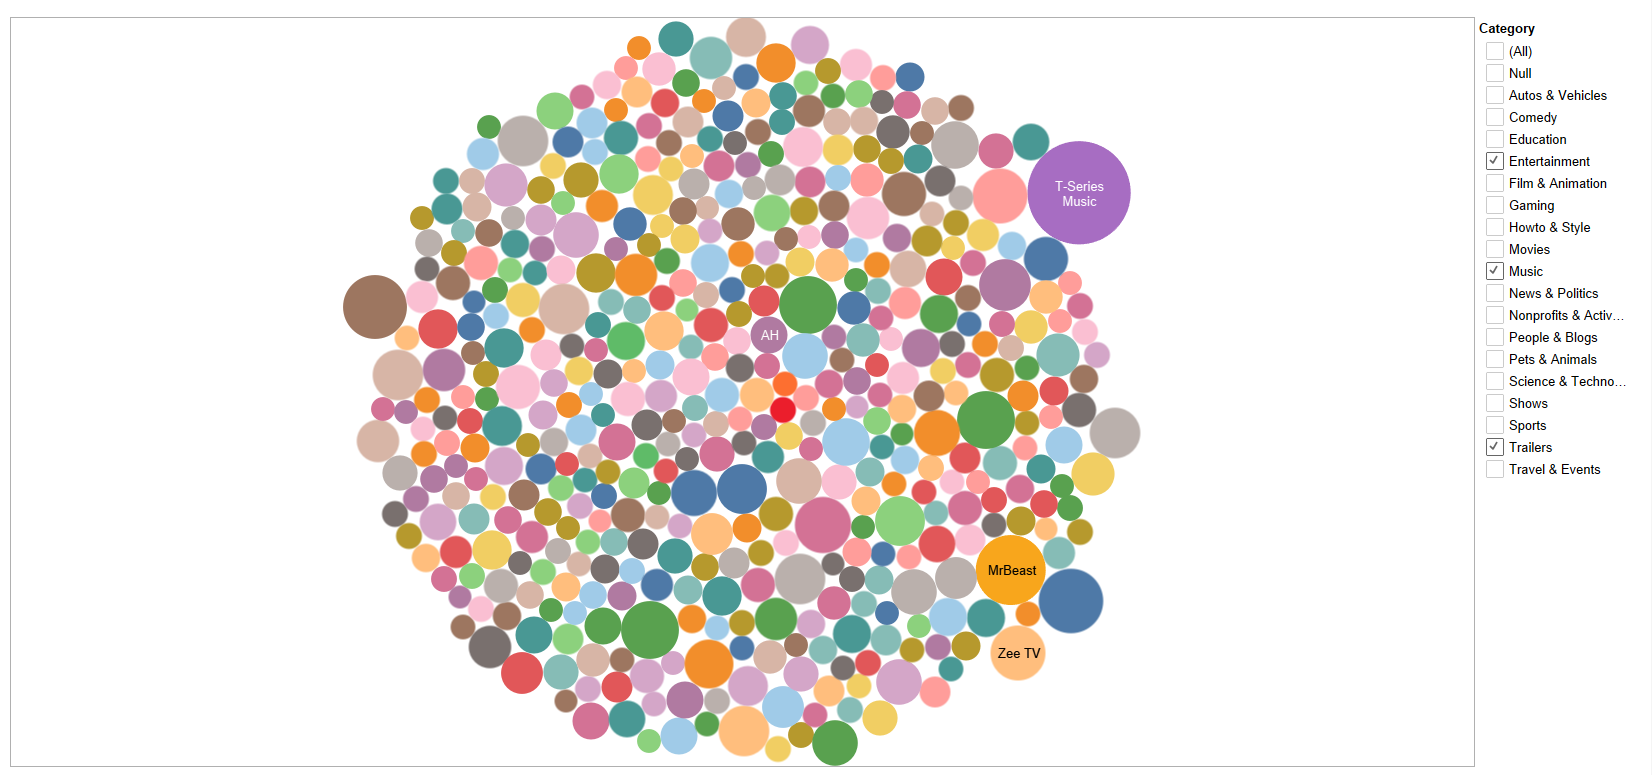 T-Series
Music
AH
MrBeast
Zee TV
Category
(All)
Null
Autos & Vehicles
Comedy
Education
Entertainment
Film & Animation
Gaming
Howto & Style
Movies
Music
News & Politics
Nonprofits & Activ...
People & Blogs
Pets & Animals
Science & Techno...
Shows
Sports
Trailers
Travel & Events